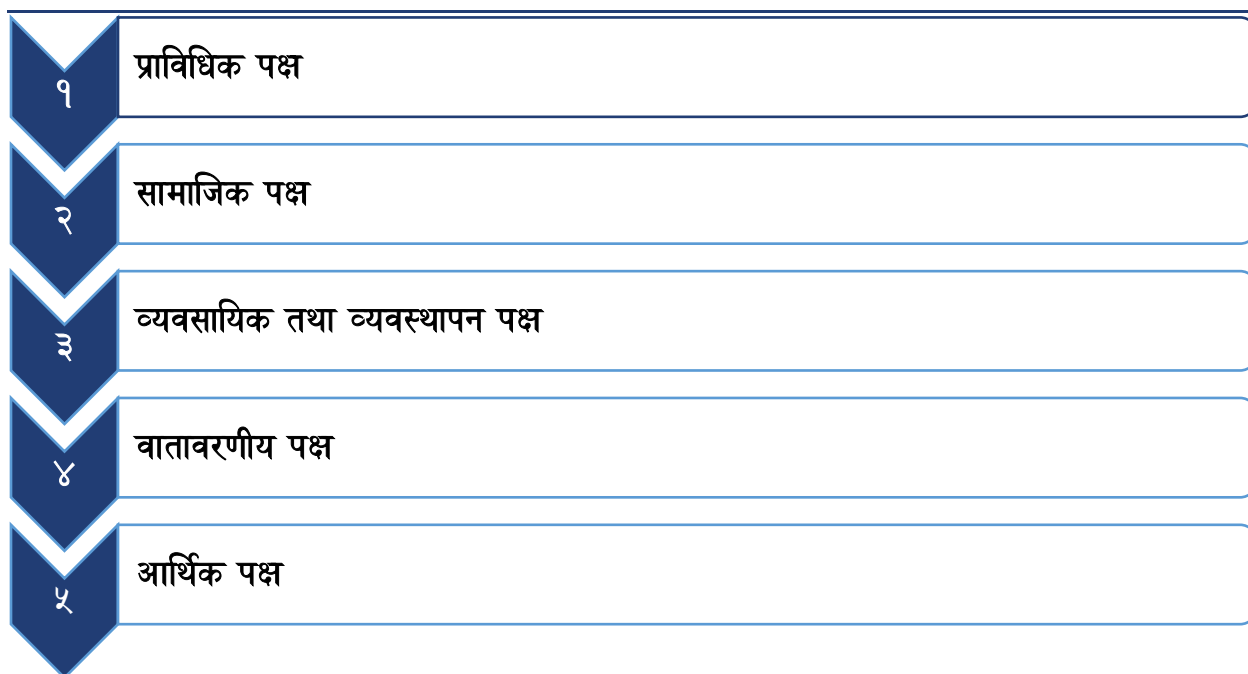 १
प्राविधिक पक्ष
२
सामाजिक पक्ष
३
व्यवसायिक तथा व्यवस्थापन पक्ष
४
वातावरणीय पक्ष
५
आर्थिक पक्ष